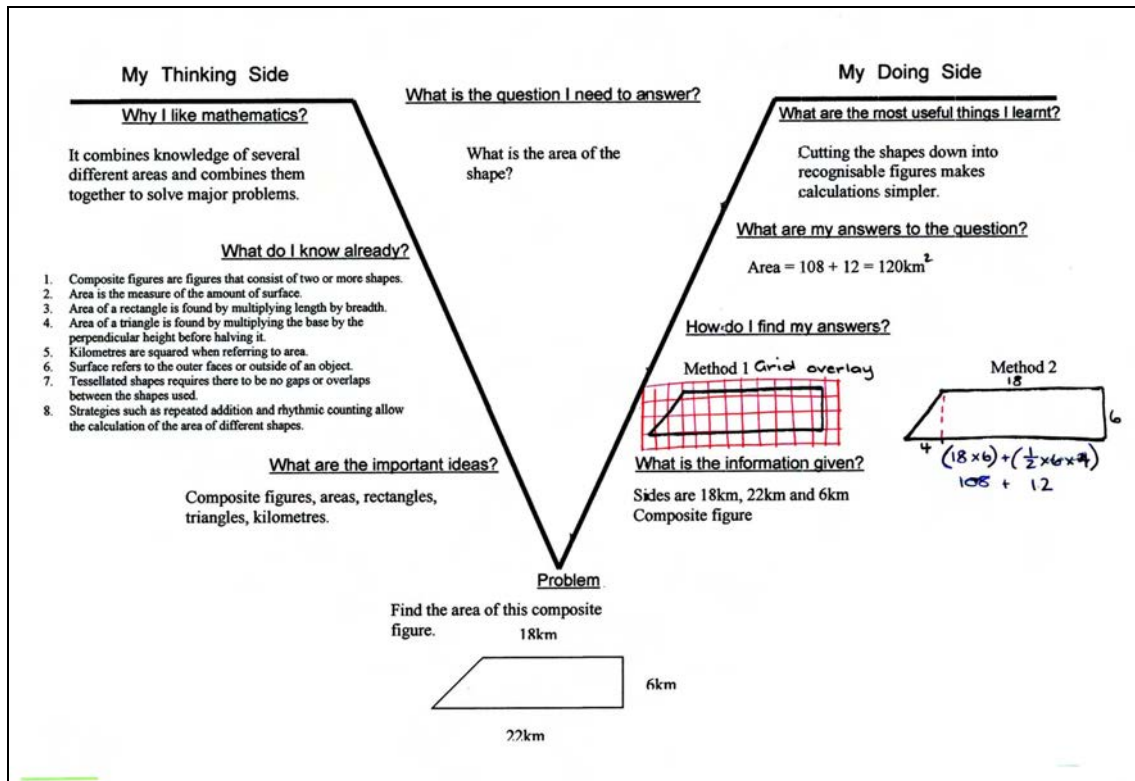 My Thinking Side
Why I like mathematics?
It combines knowledge of several
different areas and combines them
together to solve major problems.
What do I know already?
1. Composite figures are figures that consist of two or more shapes.
2. Area is the measure of the amount of surface.
3. Area of a rectangle is found by multiplying length by breadth.
4. Area of a triangle is found by multiplying the base by the
perpendicular height before halving it.
5. Kilometres are squared when referring to area.
6. Surface refers to the outer faces or outside of an object.
7. Tessellated shapes requires there to be no gaps or overlaps
between the shapes used.
8. Strategies such as repeated addition and rhythmic counting allow
the calculation of the area of different shapes.
What are the important ideas?
Composite figures, areas, rectangles,
triangles, kilometres.
What is the question I need to answer?
What is the area of the
shape?
My Doing Side
What are the most useful things I learnt?
Cutting the shapes down into
recognisable figures makes
calculations simpler.
What are my answers to the question?
Area = 108 + 12 = 120km²
How do I find my answers?
Method 1 Grid overlay
Method 2
18
6
4
(18 × 6) + (½ × 6 × 4)
108 + 12
What is the information given?
Sides are 18km, 22km and 6km
Composite figure
Problem
Find the area of this composite
figure.
18km
6km
22km